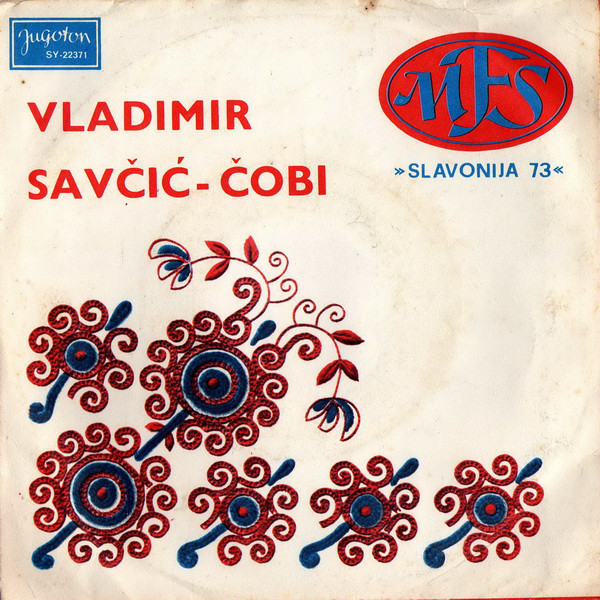 Jugoton
SY-22371
MFS
VLADIMIR
SAVČIĆ - ČOBI
»SLAVONIJA 73«